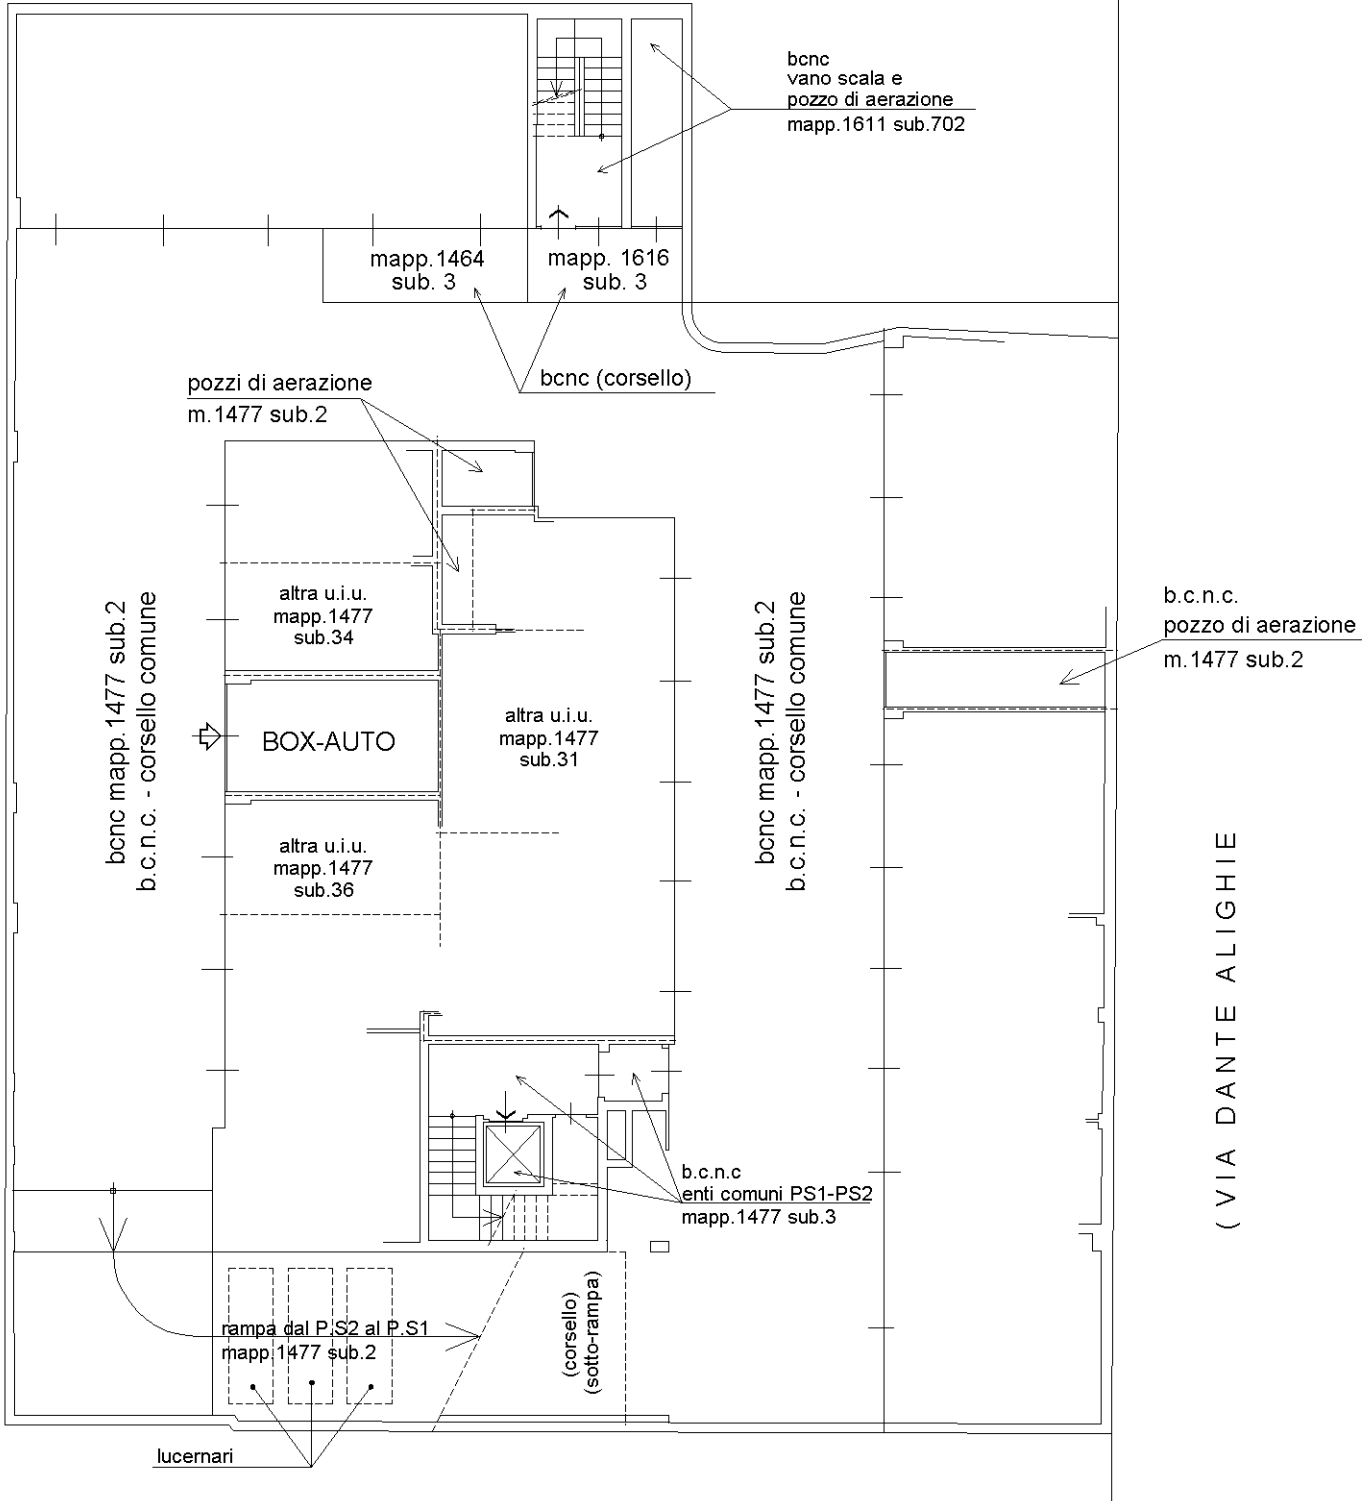 bcnc
vano scala e
pozzo di aerazione
mapp.1611 sub.702
mapp.1464
sub. 3
mapp. 1616
sub. 3
bcnc (corsello)
pozzi di aerazione
m.1477 sub.2
altra u.i.u.
mapp.1477
sub.34
bcnc mapp.1477 sub.2
b.c.n.c. - corsello comune
BOX-AUTO
altra u.i.u.
mapp.1477
sub.31
altra u.i.u.
mapp.1477
sub.36
bcnc mapp.1477 sub.2
b.c.n.c. - corsello comune
b.c.n.c.
pozzo di aerazione
m.1477 sub.2
( VIA DANTE ALIGHIE
b.c.n.c
enti comuni PS1-PS2
mapp.1477 sub.3
rampa dal P.S2 al P.S1
mapp.1477 sub.2
(corsello)
(sotto-rampa)
lucernari